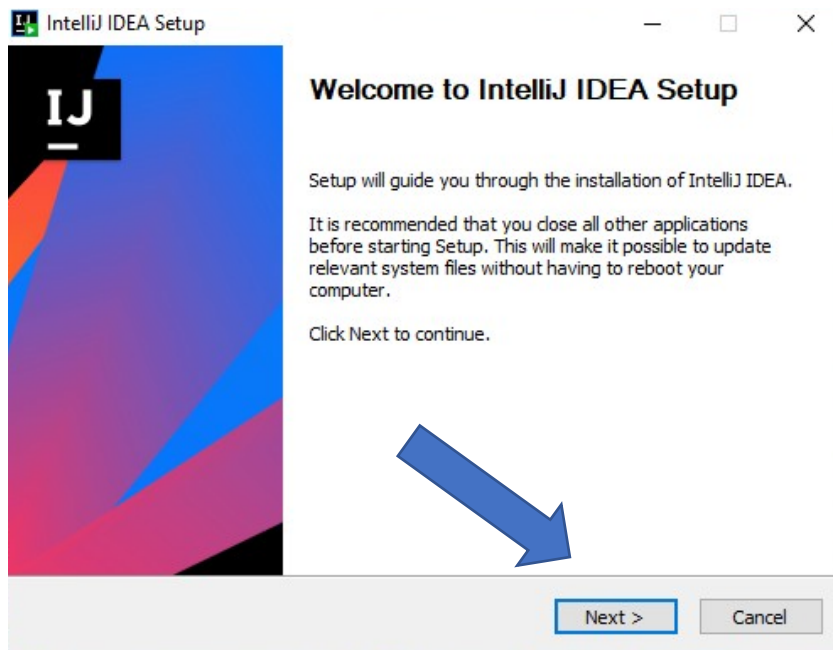 IntelliJ IDEA Setup
IJ
Welcome to IntelliJ IDEA Setup
Setup will guide you through the installation of IntelliJ IDEA.
It is recommended that you close all other applications
before starting Setup. This will make it possible to update
relevant system files without having to reboot your
computer.
Click Next to continue.
Next >
Cancel